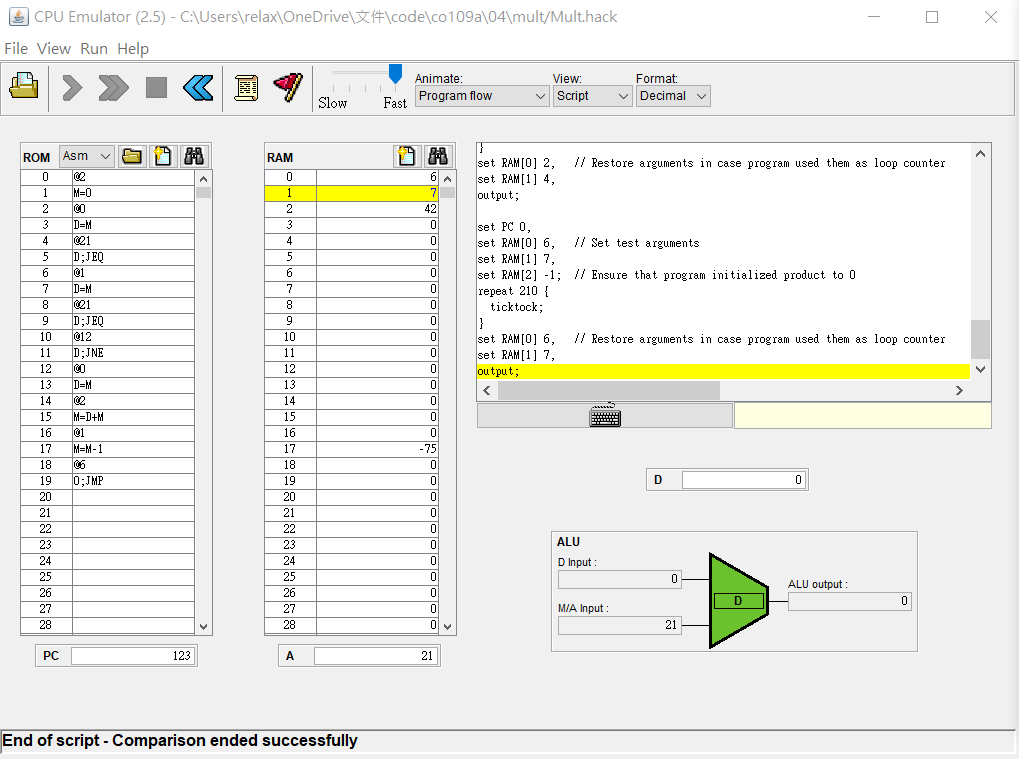 CPU Emulator (2.5) - C:\Users\relax\OneDrive\文件\code\co109a\04\mult/Mult.hack
File View Run Help
Slow Fast
Animate: View: Format:
Program flow Script Decimal
ROM Asm
0 @2
1 M=0
2 @0
3 D=M
4 @21
5 D;JEQ
6 @1
7 D=M
8 @21
9 D;JEQ
10 @12
11 D;JNE
12 @0
13 D=M
14 @2
15 M=D+M
16 @1
17 M=M-1
18 @6
19 0;JMP
20
21
22
23
24
25
26
27
28
PC 123
RAM
0 6
1 7
2 42
3 0
4 0
5 0
6 0
7 0
8 0
9 0
10 0
11 0
12 0
13 0
14 0
15 0
16 0
17 -75
18 0
19 0
20 0
21 0
22 0
23 0
24 0
25 0
26 0
27 0
28 0
A 21
}
set RAM[0] 2, // Restore arguments in case program used them as loop counter
set RAM[1] 4,
output;
set PC 0,
set RAM[0] 6, // Set test arguments
set RAM[1] 7,
set RAM[2] -1; // Ensure that program initialized product to 0
repeat 210 {
ticktock;
}
set RAM[0] 6, // Restore arguments in case program used them as loop counter
set RAM[1] 7,
output;
D 0
ALU
D Input :
0
M/A Input :
21
D
ALU output :
0
End of script - Comparison ended successfully